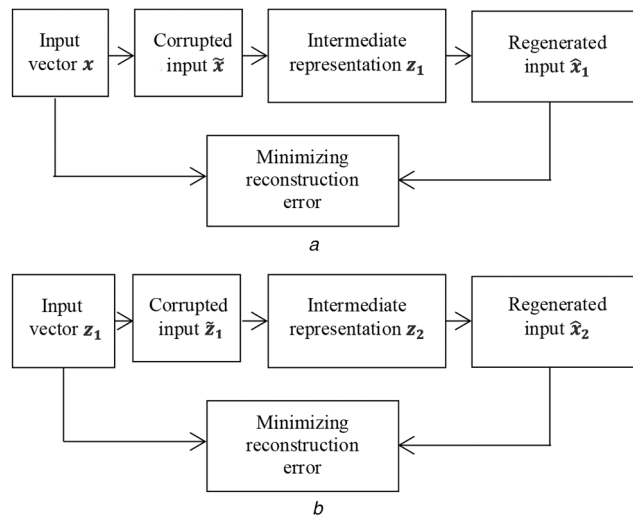 Input
vector x
Corrupted
input x̃
Intermediate
representation z₁
Regenerated
input x̂₁
Minimizing
reconstruction
error
a
Input
vector z₁
Corrupted
input z̃₁
Intermediate
representation z₂
Regenerated
input x̂₂
Minimizing
reconstruction
error
b